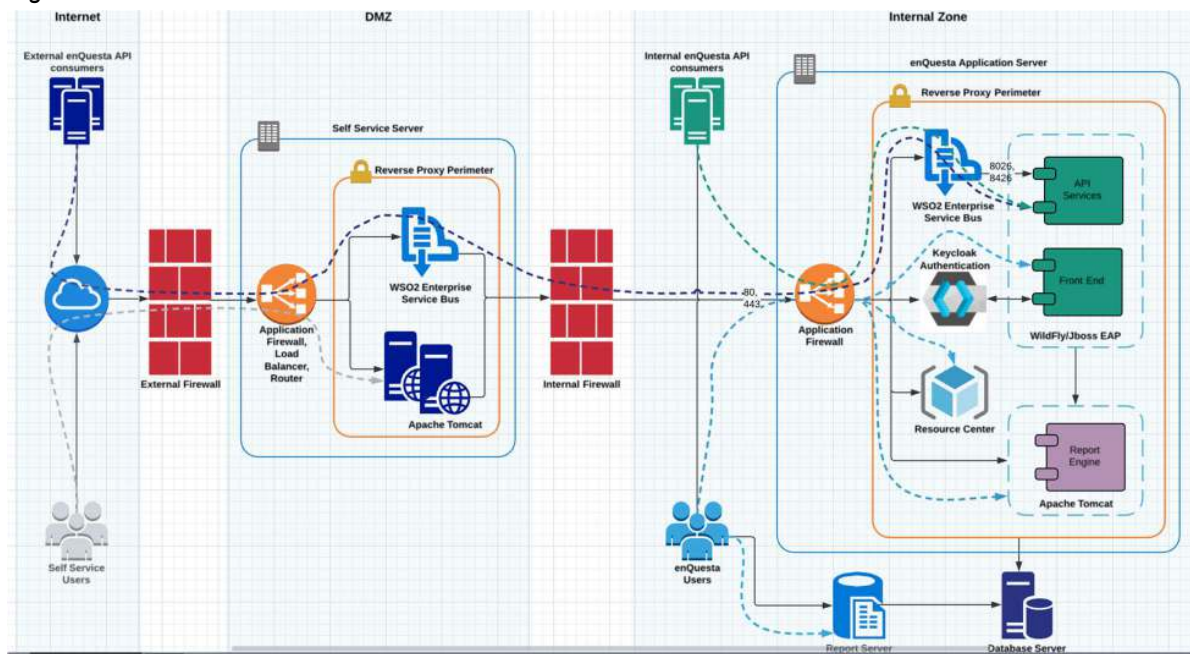 Internet
DMZ
Internal Zone
External enQuesta API
consumers
Internal enQuesta API
consumers
enQuesta Application Server
Reverse Proxy Perimeter
Self Service Server
Reverse Proxy Perimeter
8026,
8426
API
Services
WSO2 Enterprise
Service Bus
Keycloak
Authentication
Front End
WSO2 Enterprise
Service Bus
80,
443,
Application
Firewall,
Load
Balancer,
Router
Application
Firewall
WildFly/Jboss EAP
External Firewall
Internal Firewall
Apache Tomcat
Resource Center
Report
Engine
Apache Tomcat
Self Service
Users
enQuesta
Users
Report Server
Database Server